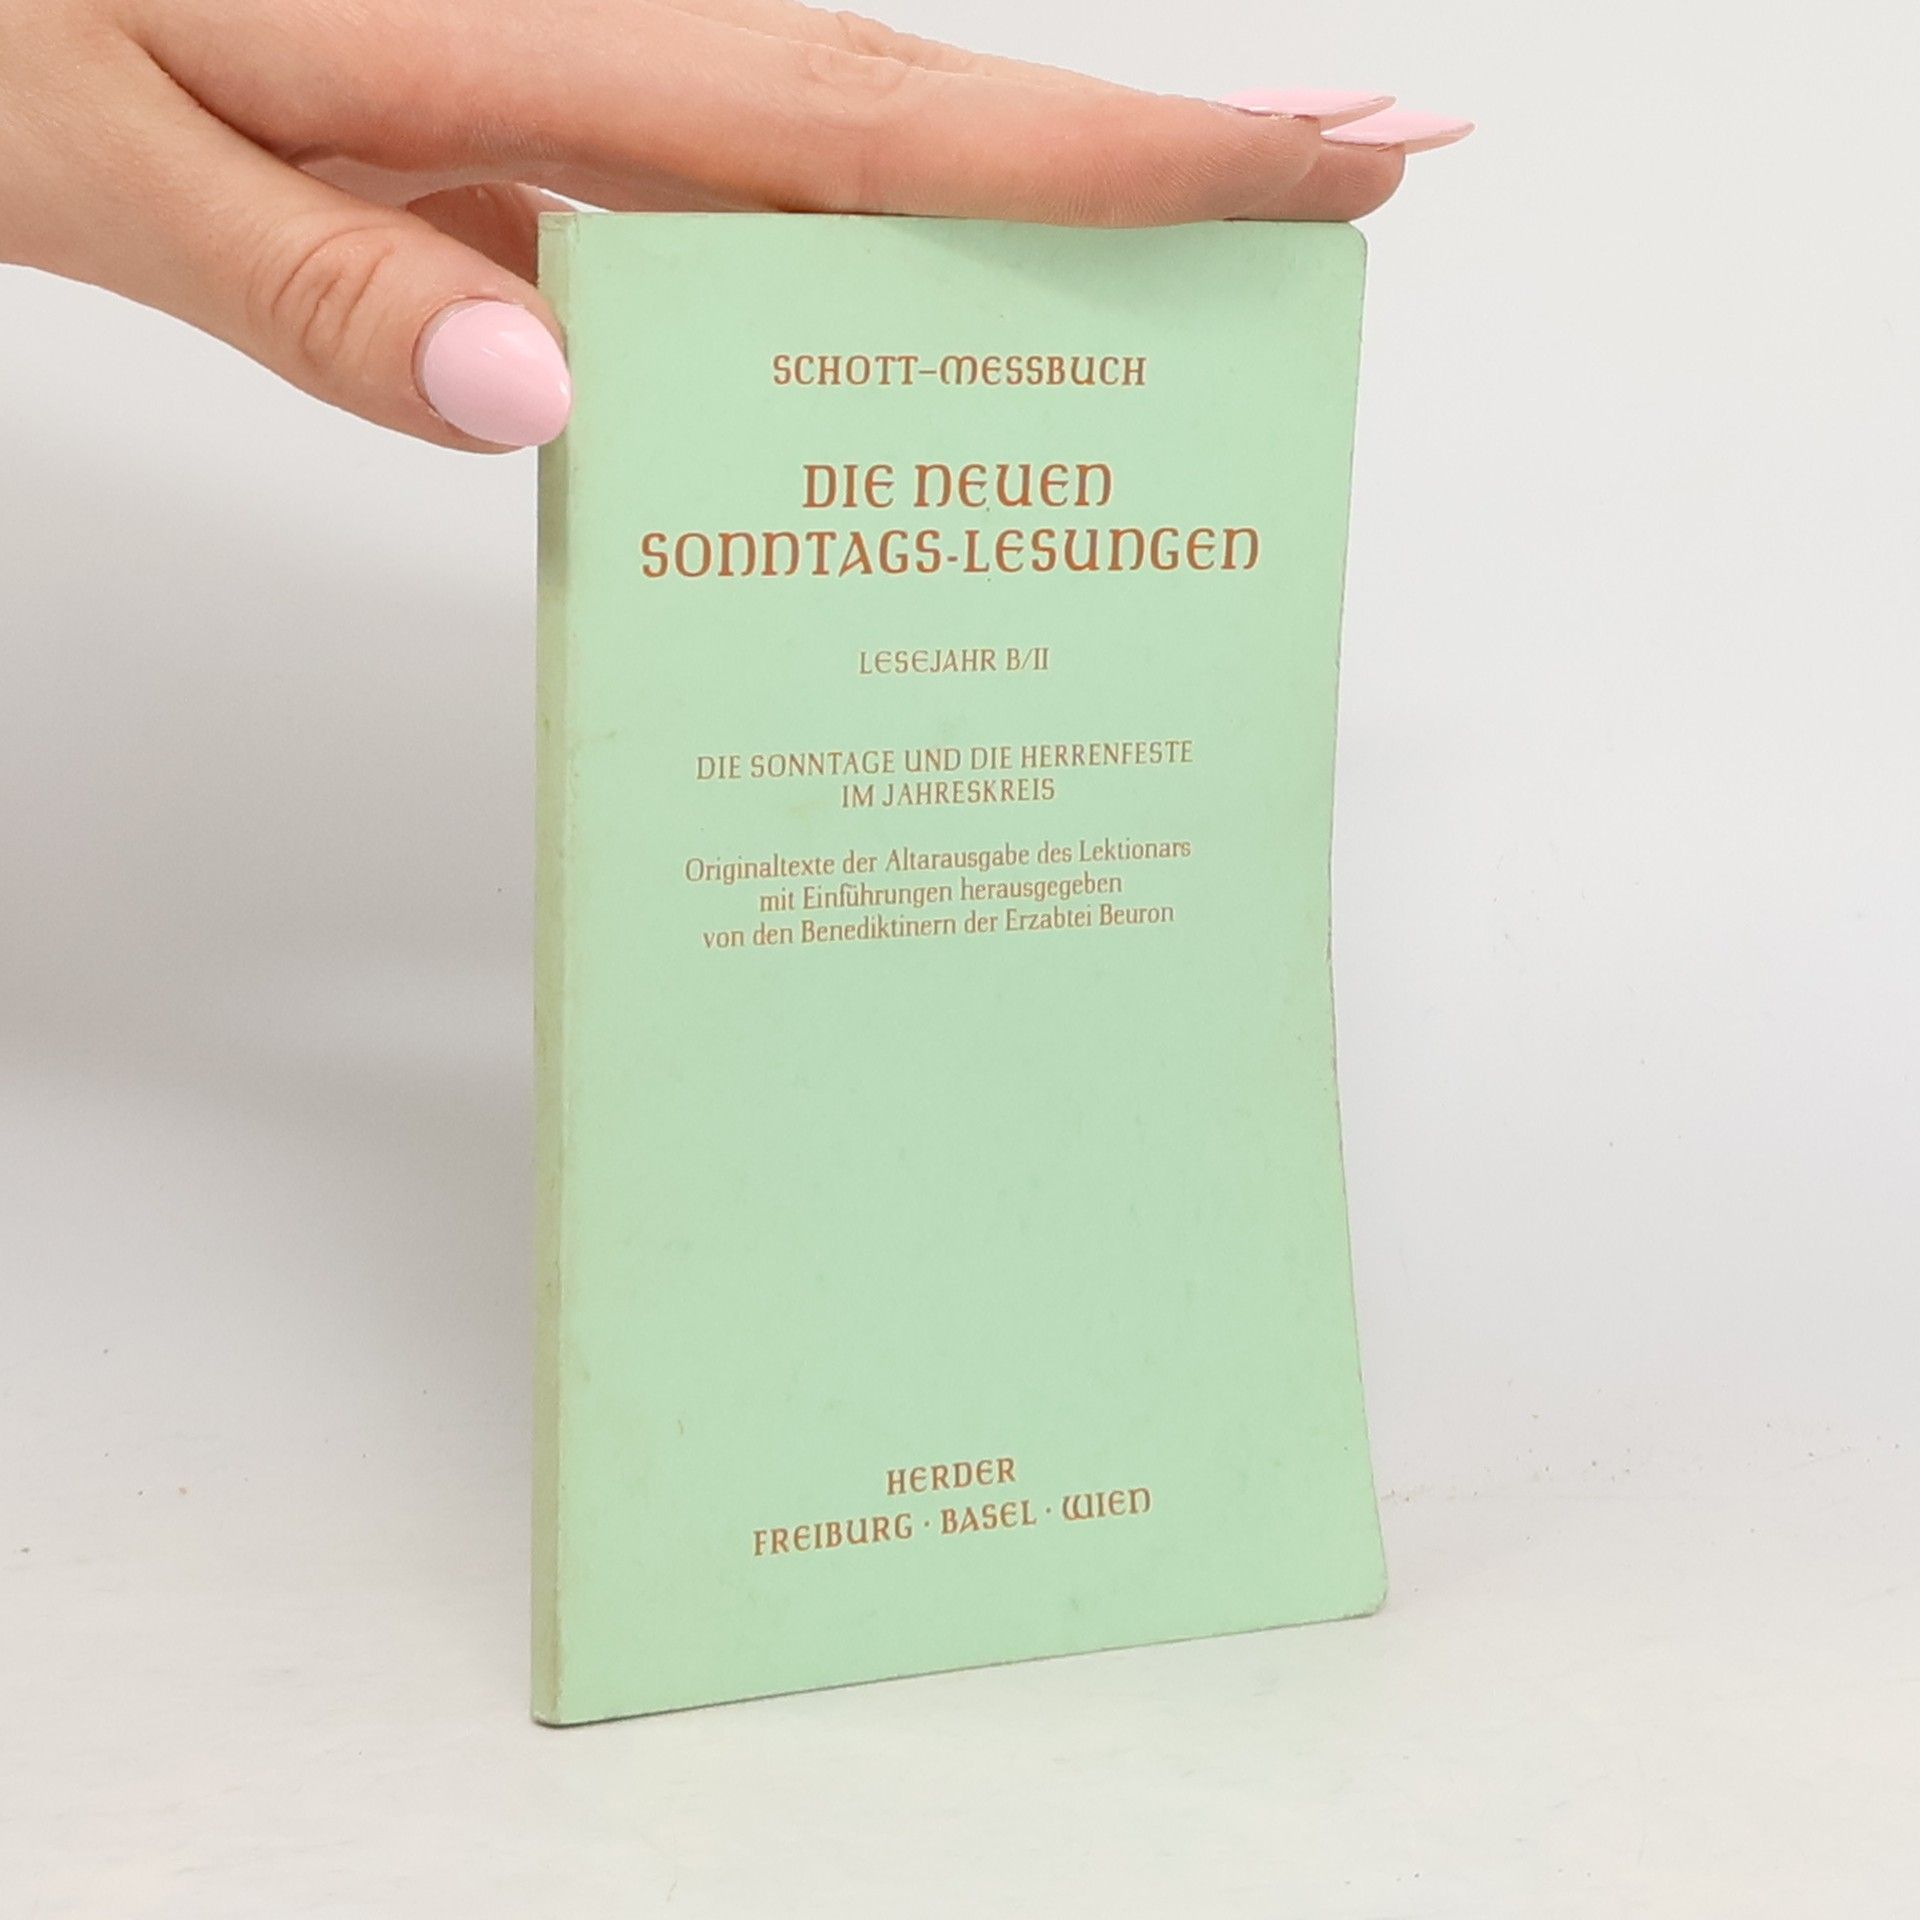 SCHOTT–MESSBUCH
DIE NEUEN
SONNTAGS-LESUNGEN
LESEJAHR B/II
DIE SONNTAGE UND DIE HERRENFESTE
IM JAHRESKREIS
Originaltexte der Altarausgabe des Lektionars
mit Einführungen herausgegeben
von den Benediktinern der Erzabtei Beuron
HERDER
FREIBURG · BASEL · WIEN